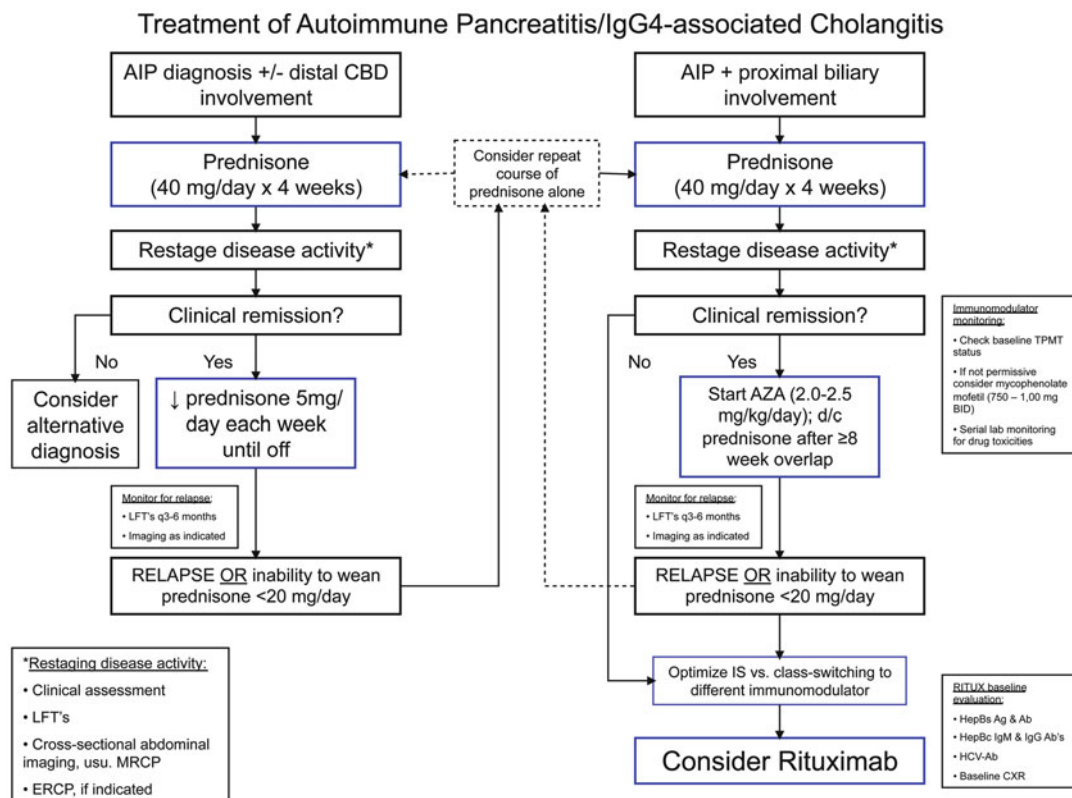 Treatment of Autoimmune Pancreatitis/IgG4-associated Cholangitis
AIP diagnosis +/- distal CBD
involvement
Prednisone
(40 mg/day x 4 weeks)
Restage disease activity*
Clinical remission?
No
Yes
Consider
alternative
diagnosis
↓ prednisone 5mg/
day each week
until off
Monitor for relapse:
• LFT's q3-6 months
• Imaging as indicated
RELAPSE OR inability to wean
prednisone <20 mg/day
*Restaging disease activity:
• Clinical assessment
• LFT's
• Cross-sectional abdominal
imaging, usu. MRCP
• ERCP, if indicated
Consider repeat
course of
prednisone alone
AIP + proximal biliary
involvement
Prednisone
(40 mg/day x 4 weeks)
Restage disease activity*
Clinical remission?
No
Yes
Start AZA (2.0-2.5
mg/kg/day); d/c
prednisone after ≥8
week overlap
Monitor for relapse:
• LFT's q3-6 months
• Imaging as indicated
RELAPSE OR inability to wean
prednisone <20 mg/day
Optimize IS vs. class-switching to
different immunomodulator
Consider Rituximab
Immunomodulator
monitoring:
• Check baseline TPMT
status
• If not permissive
consider mycophenolate
mofetil (750 – 1,00 mg
BID)
• Serial lab monitoring
for drug toxicities
RITUX baseline
evaluation:
• HepBs Ag & Ab
• HepBc IgM & IgG Ab's
• HCV-Ab
• Baseline CXR